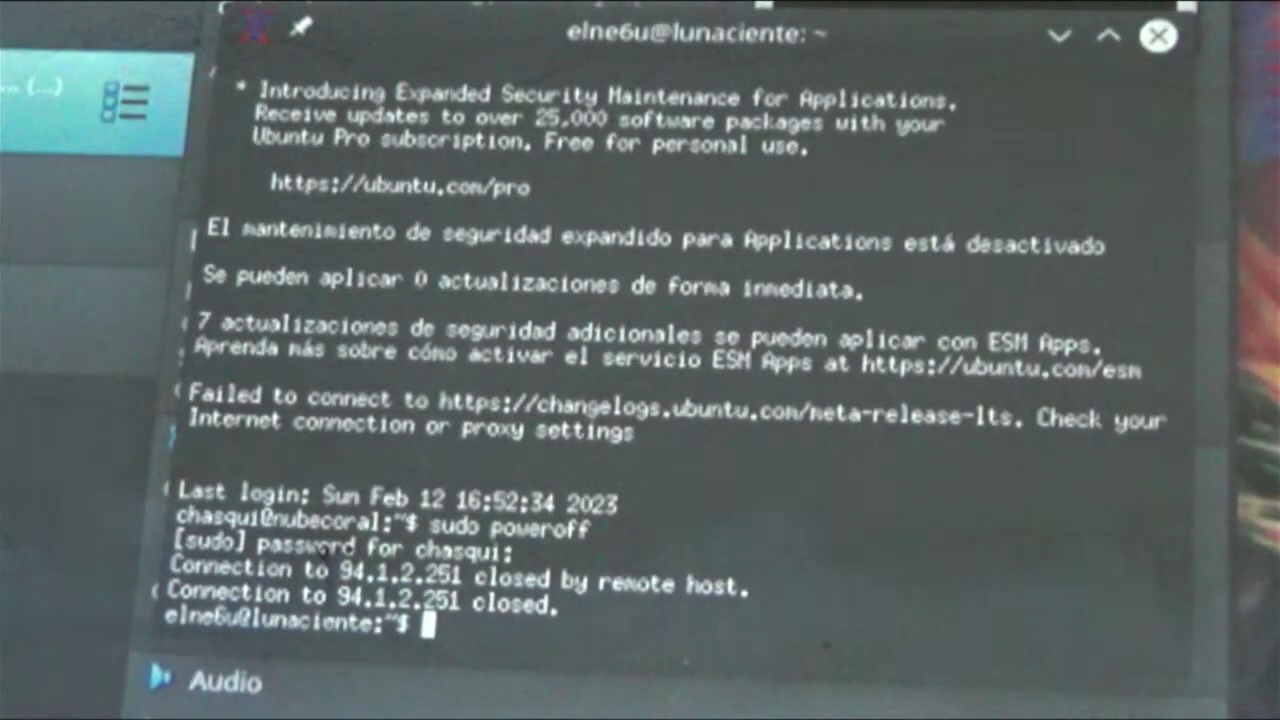 elne6u@lunaciente: ~
* Introducing Expanded Security Maintenance for Applications.
Receive updates to over 25,000 software packages with your
Ubuntu Pro subscription. Free for personal use.
https://ubuntu.com/pro
El mantenimiento de seguridad expandido para Applications está desactivado
Se pueden aplicar 0 actualizaciones de forma inmediata.
7 actualizaciones de seguridad adicionales se pueden aplicar con ESM Apps.
Aprenda más sobre cómo activar el servicio ESM Apps at https://ubuntu.com/esm
Failed to connect to https://changelogs.ubuntu.com/meta-release-lts. Check your
Internet connection or proxy settings
Last login: Sun Feb 12 16:52:34 2023
chasqui@nubecoral:~$ sudo poweroff
[sudo] password for chasqui:
Connection to 94.1.2.251 closed by remote host.
Connection to 94.1.2.251 closed.
elne6u@lunaciente:~$
Audio